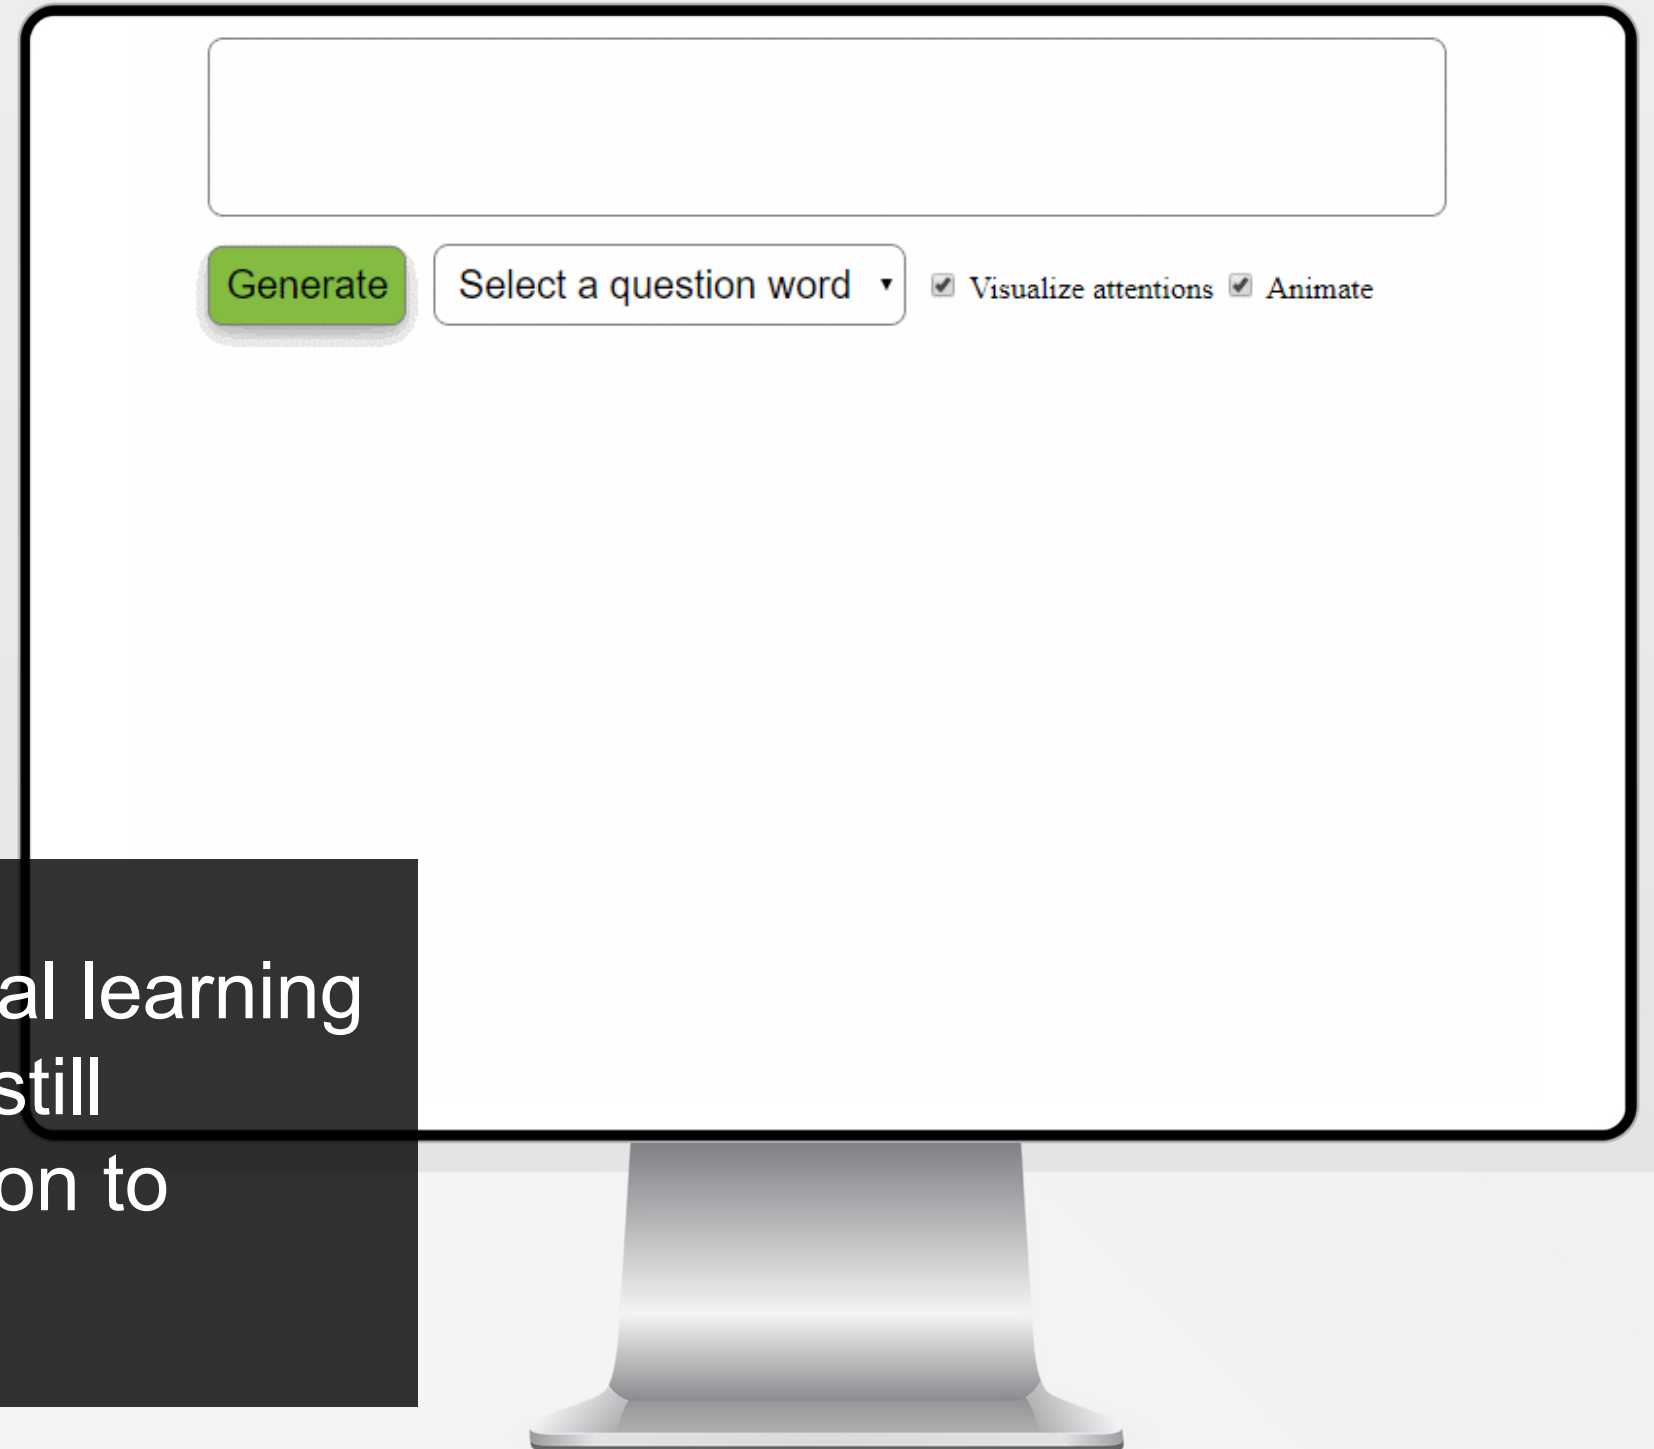 Generate Select a question word Visualize attentions Animate
al learning
still
on to